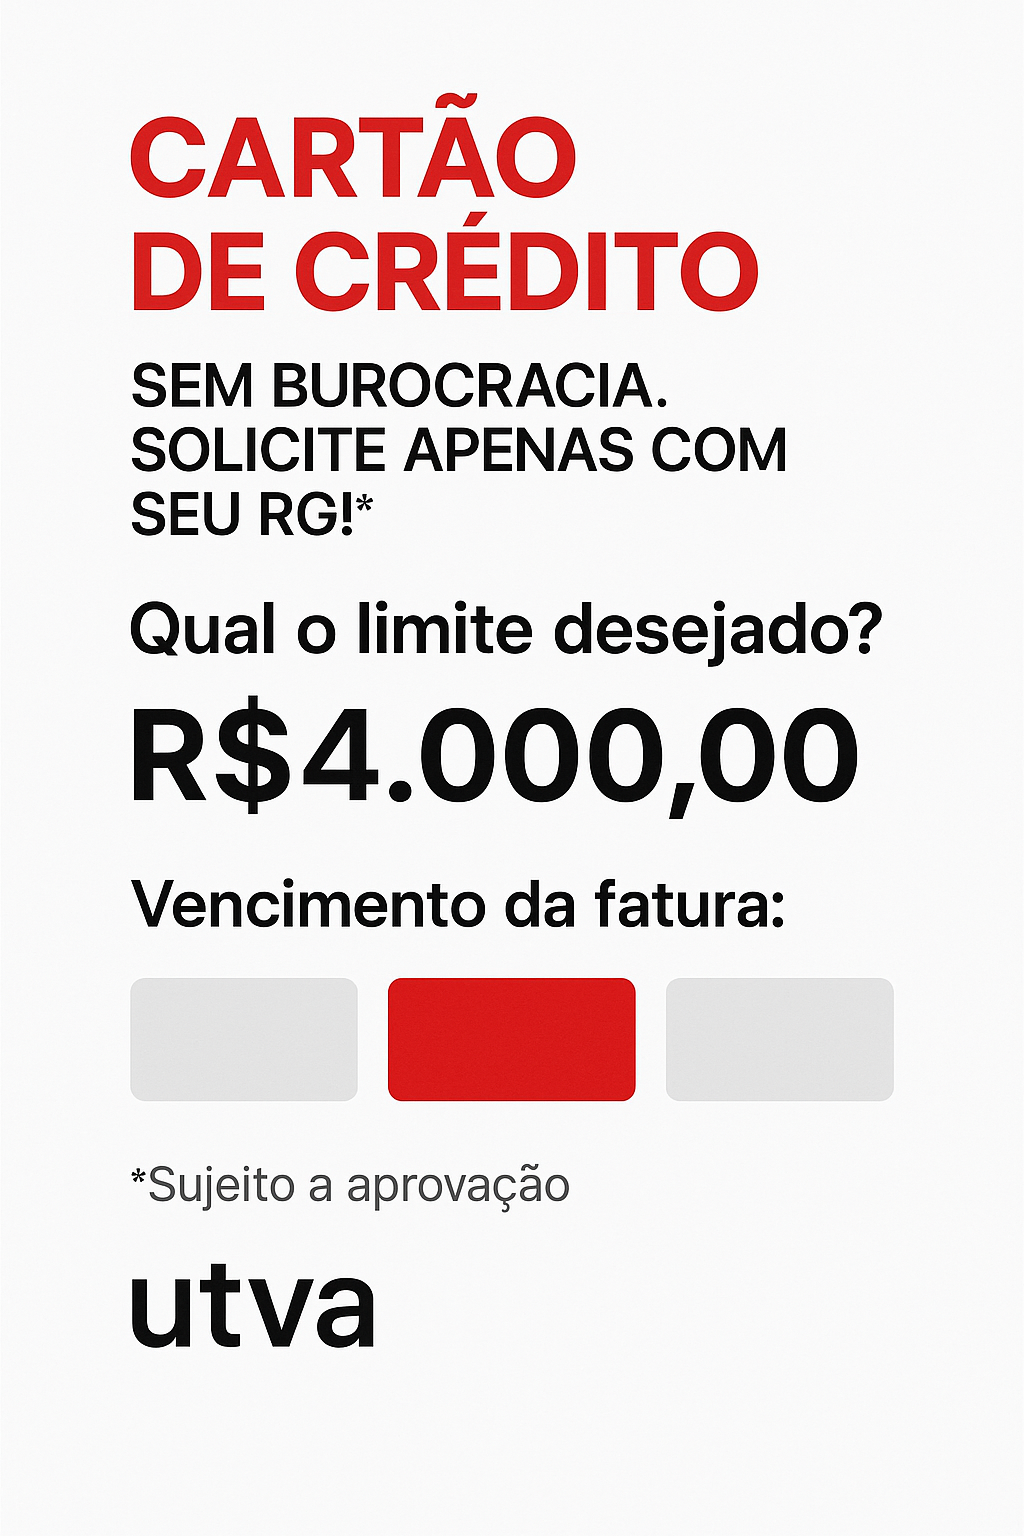 CARTÃO
DE CRÉDITO
SEM BUROCRACIA.
SOLICITE APENAS COM
SEU RG!*
Qual o limite desejado?
R$4.000,00
Vencimento da fatura:
*Sujeito a aprovação
utva